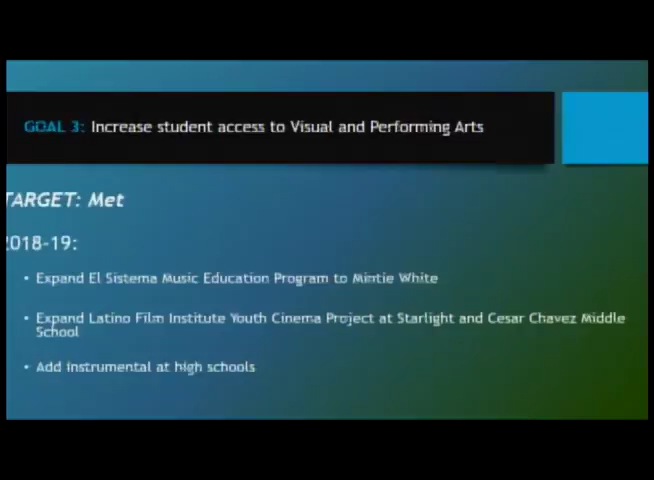 GOAL 3: Increase student access to Visual and Performing Arts
TARGET: Met
2018-19:
• Expand El Sistema Music Education Program to Mintie White
• Expand Latino Film Institute Youth Cinema Project at Starlight and Cesar Chavez Middle
School
• Add instrumental at high schools